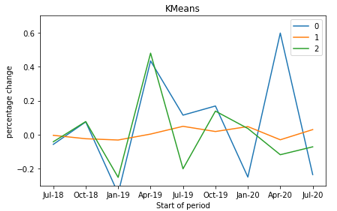 KMeans
0
1
2
percentage change
0.6
0.4
0.2
0.0
−0.2
Jul-18 Oct-18 Jan-19 Apr-19 Jul-19 Oct-19 Jan-20 Apr-20 Jul-20
Start of period